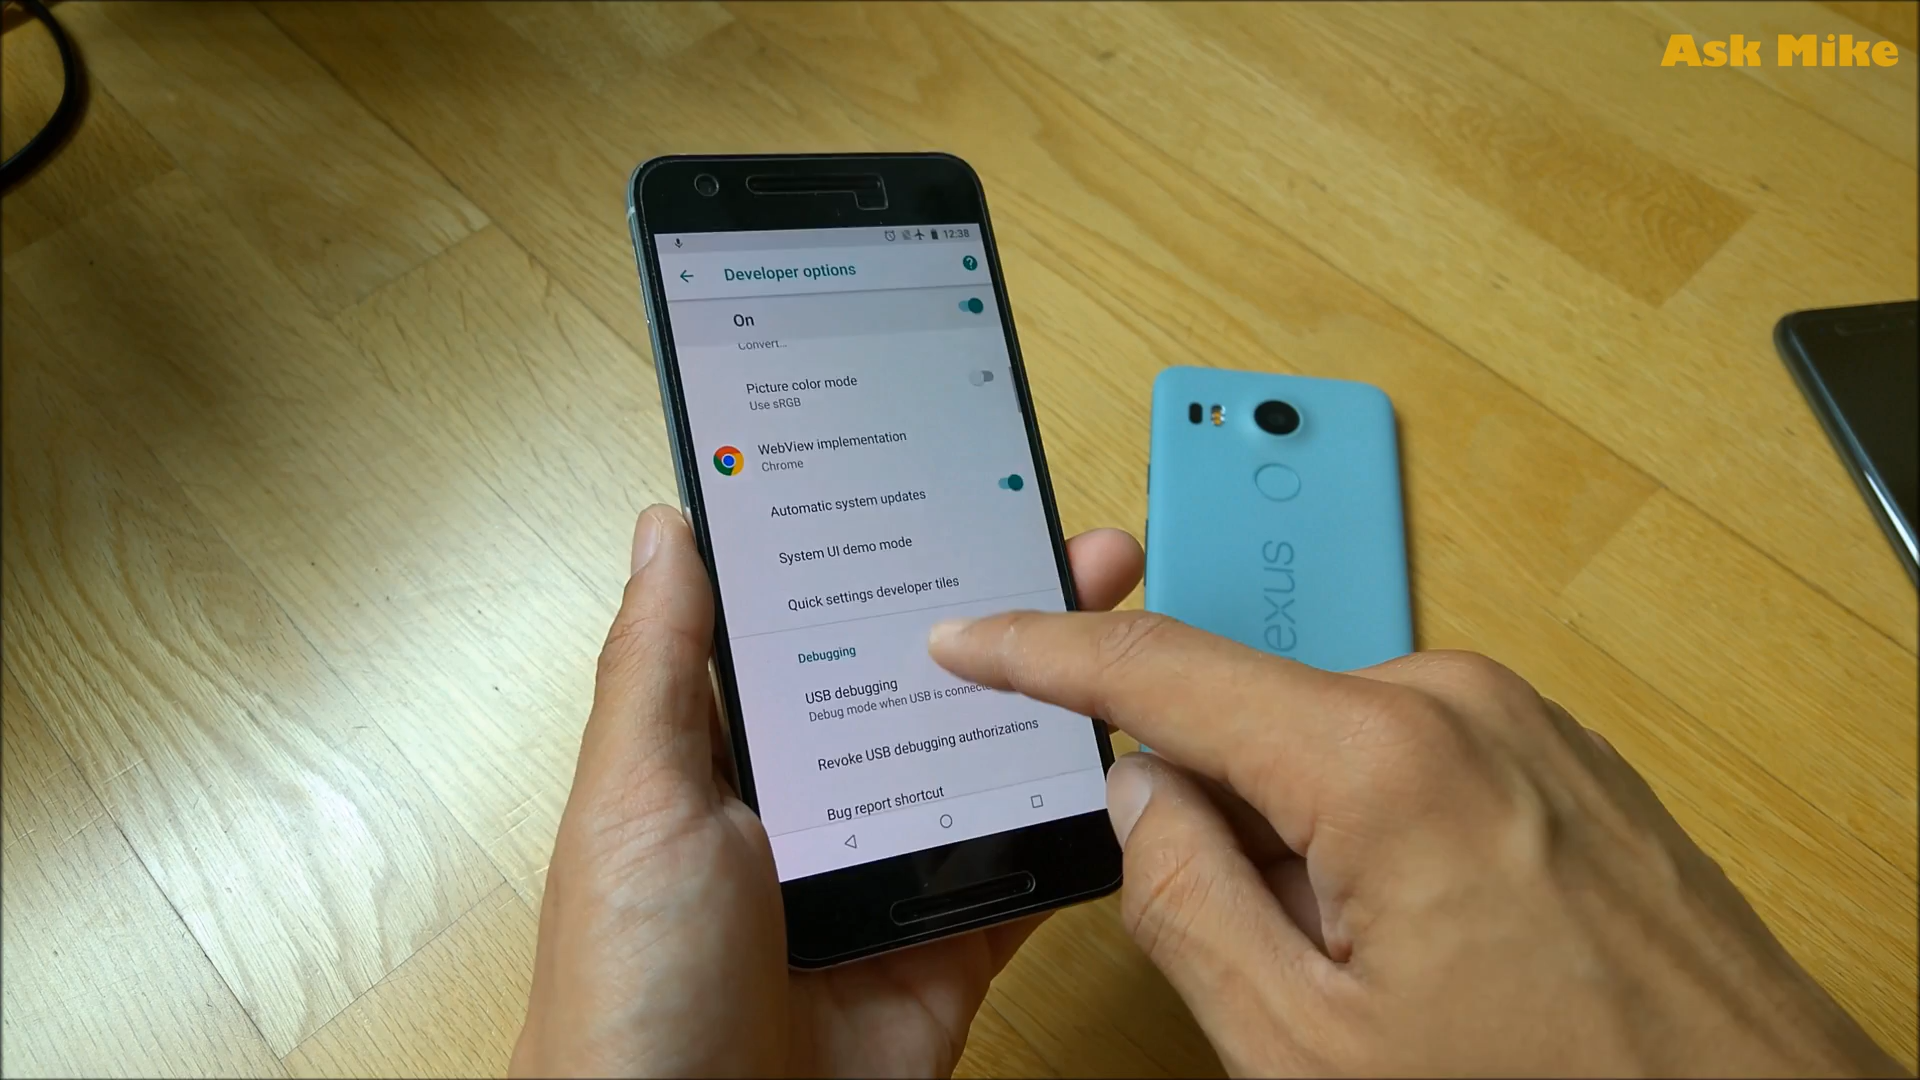 Ask Mike
12:38
Developer options
On
Convert...
Picture color mode
Use sRGB
WebView implementation
Chrome
Automatic system updates
System UI demo mode
Quick settings developer tiles
Debugging
USB debugging
Debug mode when USB is
Revoke USB debugging authorizations
Bug report shortcut
exus